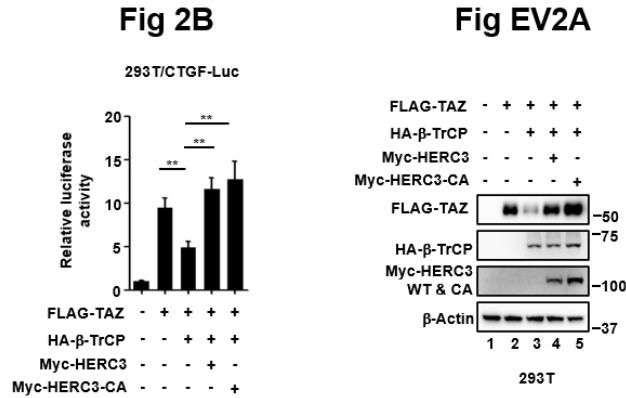 Fig 2B
293T/CTGF-Luc
Relative luciferase
activity
20
15
10
5
0
**
**
**
FLAG-TAZ - + + + +
HA-β-TrCP - - + + +
Myc-HERC3 - - - + -
Myc-HERC3-CA - - - - +
Fig EV2A
FLAG-TAZ - + + + +
HA-β-TrCP - - + + +
Myc-HERC3 - - - + -
Myc-HERC3-CA - - - - +
FLAG-TAZ –50
–75
HA-β-TrCP
Myc-HERC3
WT & CA –100
β-Actin –37
1 2 3 4 5
293T